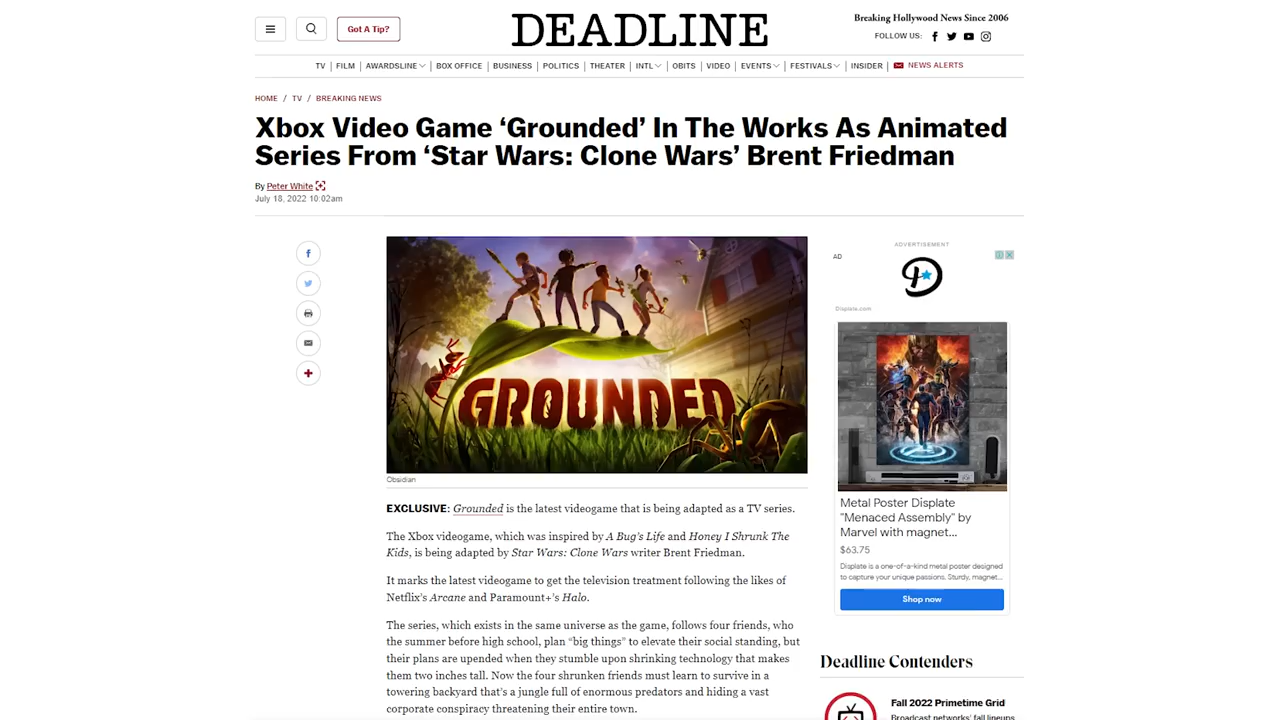 Got A Tip?
DEADLINE
Breaking Hollywood News Since 2006
FOLLOW US:
TV FILM AWARDSLINE BOX OFFICE BUSINESS POLITICS THEATER INTL OBITS VIDEO EVENTS FESTIVALS INSIDER NEWS ALERTS
HOME / TV / BREAKING NEWS
Xbox Video Game ‘Grounded’ In The Works As Animated
Series From ‘Star Wars: Clone Wars’ Brent Friedman
By Peter White
July 18, 2022 10:02am
GROUNDED
Obsidian
EXCLUSIVE: Grounded is the latest videogame that is being adapted as a TV series.
The Xbox videogame, which was inspired by A Bug's Life and Honey I Shrunk The
Kids, is being adapted by Star Wars: Clone Wars writer Brent Friedman.
It marks the latest videogame to get the television treatment following the likes of
Netflix's Arcane and Paramount+'s Halo.
The series, which exists in the same universe as the game, follows four friends, who
the summer before high school, plan “big things” to elevate their social standing, but
their plans are upended when they stumble upon shrinking technology that makes
them two inches tall. Now the four shrunken friends must learn to survive in a
towering backyard that's a jungle full of enormous predators and hiding a vast
corporate conspiracy threatening their entire town.
ADVERTISEMENT
AD
Displate.com
Metal Poster Displate
"Menaced Assembly" by
Marvel with magnet...
$63.75
Displate is a one-of-a-kind metal poster designed
to capture your unique passions. Sturdy, magnet...
Shop now
Deadline Contenders
Fall 2022 Primetime Grid
Broadcast networks' fall lineups